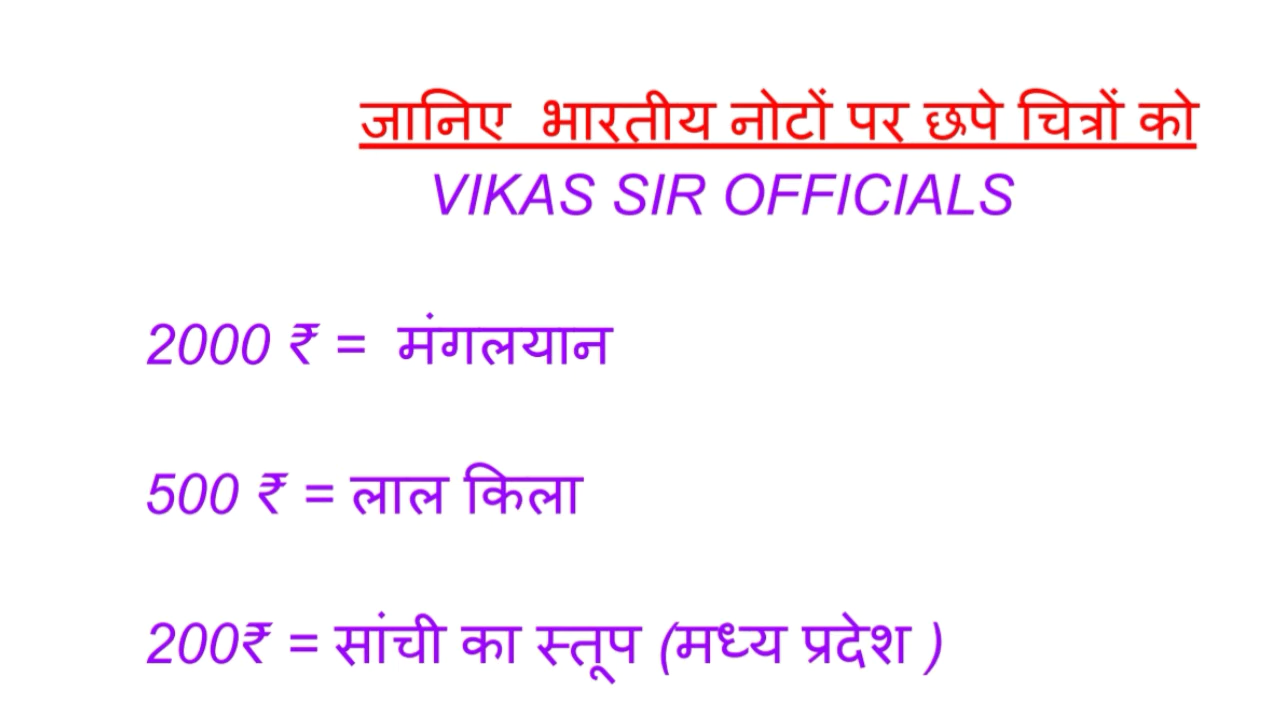 जानिए भारतीय नोटों पर छपे चित्रों को
VIKAS SIR OFFICIALS
2000 ₹ = मंगलयान
500 ₹ = लाल किला
200₹ = सांची का स्तूप (मध्य प्रदेश )